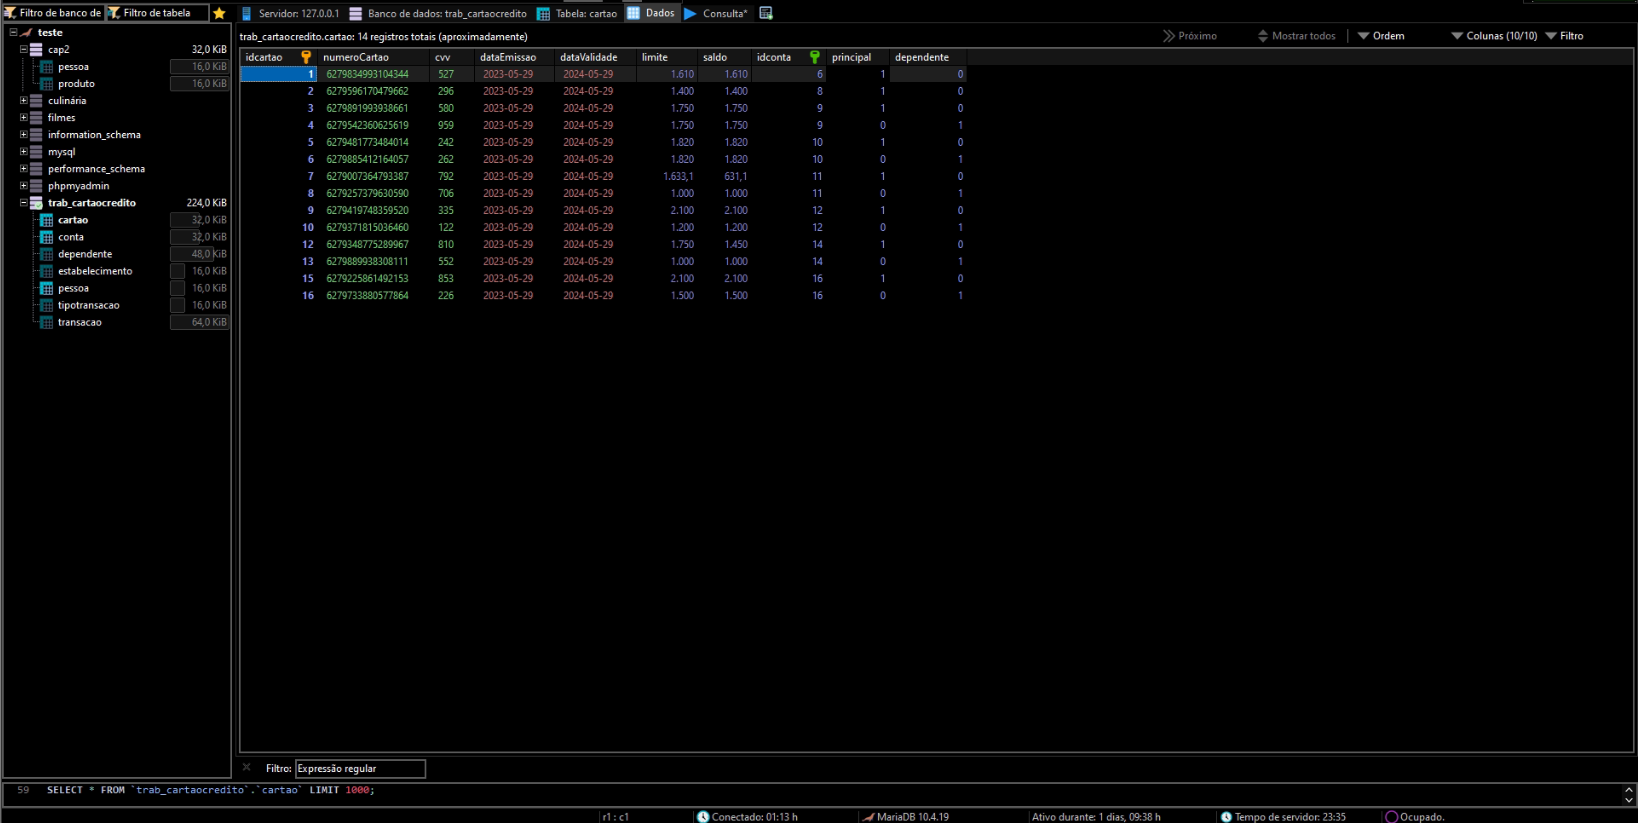 Filtro de banco de Filtro de tabela
Servidor: 127.0.0.1 Banco de dados: trab_cartaocredito Tabela: cartao Dados Consulta*
teste
cap2 32,0 KiB
pessoa 16,0 KiB
produto 16,0 KiB
culinária
filmes
information_schema
mysql
performance_schema
phpmyadmin
trab_cartaocredito 224,0 KiB
cartao 32,0 KiB
conta 32,0 KiB
dependente 48,0 KiB
estabelecimento 16,0 KiB
pessoa 16,0 KiB
tipotransacao 16,0 KiB
transacao 64,0 KiB
trab_cartaocredito.cartao: 14 registros totais (aproximadamente) Próximo Mostrar todos Ordem Colunas (10/10) Filtro
idcartao numeroCartao cvv dataEmissao dataValidade limite saldo idconta principal dependente
1 6279834993104344 527 2023-05-29 2024-05-29 1.610 1.610 6 1 0
2 6279596170479662 296 2023-05-29 2024-05-29 1.400 1.400 8 1 0
3 6279891993938661 580 2023-05-29 2024-05-29 1.750 1.750 9 1 0
4 6279542360625619 959 2023-05-29 2024-05-29 1.750 1.750 9 0 1
5 6279481773484014 242 2023-05-29 2024-05-29 1.820 1.820 10 1 0
6 6279885412164057 262 2023-05-29 2024-05-29 1.820 1.820 10 0 1
7 6279007364793387 792 2023-05-29 2024-05-29 1.633,1 631,1 11 1 0
8 6279257379630590 706 2023-05-29 2024-05-29 1.000 1.000 11 0 1
9 6279419748359520 335 2023-05-29 2024-05-29 2.100 2.100 12 1 0
10 6279371815036460 122 2023-05-29 2024-05-29 1.200 1.200 12 0 1
12 6279348775289967 810 2023-05-29 2024-05-29 1.750 1.450 14 1 0
13 6279889938308111 552 2023-05-29 2024-05-29 1.000 1.000 14 0 1
15 6279225861492153 853 2023-05-29 2024-05-29 2.100 2.100 16 1 0
16 6279733880577864 226 2023-05-29 2024-05-29 1.500 1.500 16 0 1
Filtro: Expressão regular
59 SELECT * FROM `trab_cartaocredito`.`cartao` LIMIT 1000;
r1 : c1 Conectado: 01:13 h MariaDB 10.4.19 Ativo durante: 1 dias, 09:38 h Tempo de servidor: 23:35 Ocupado.